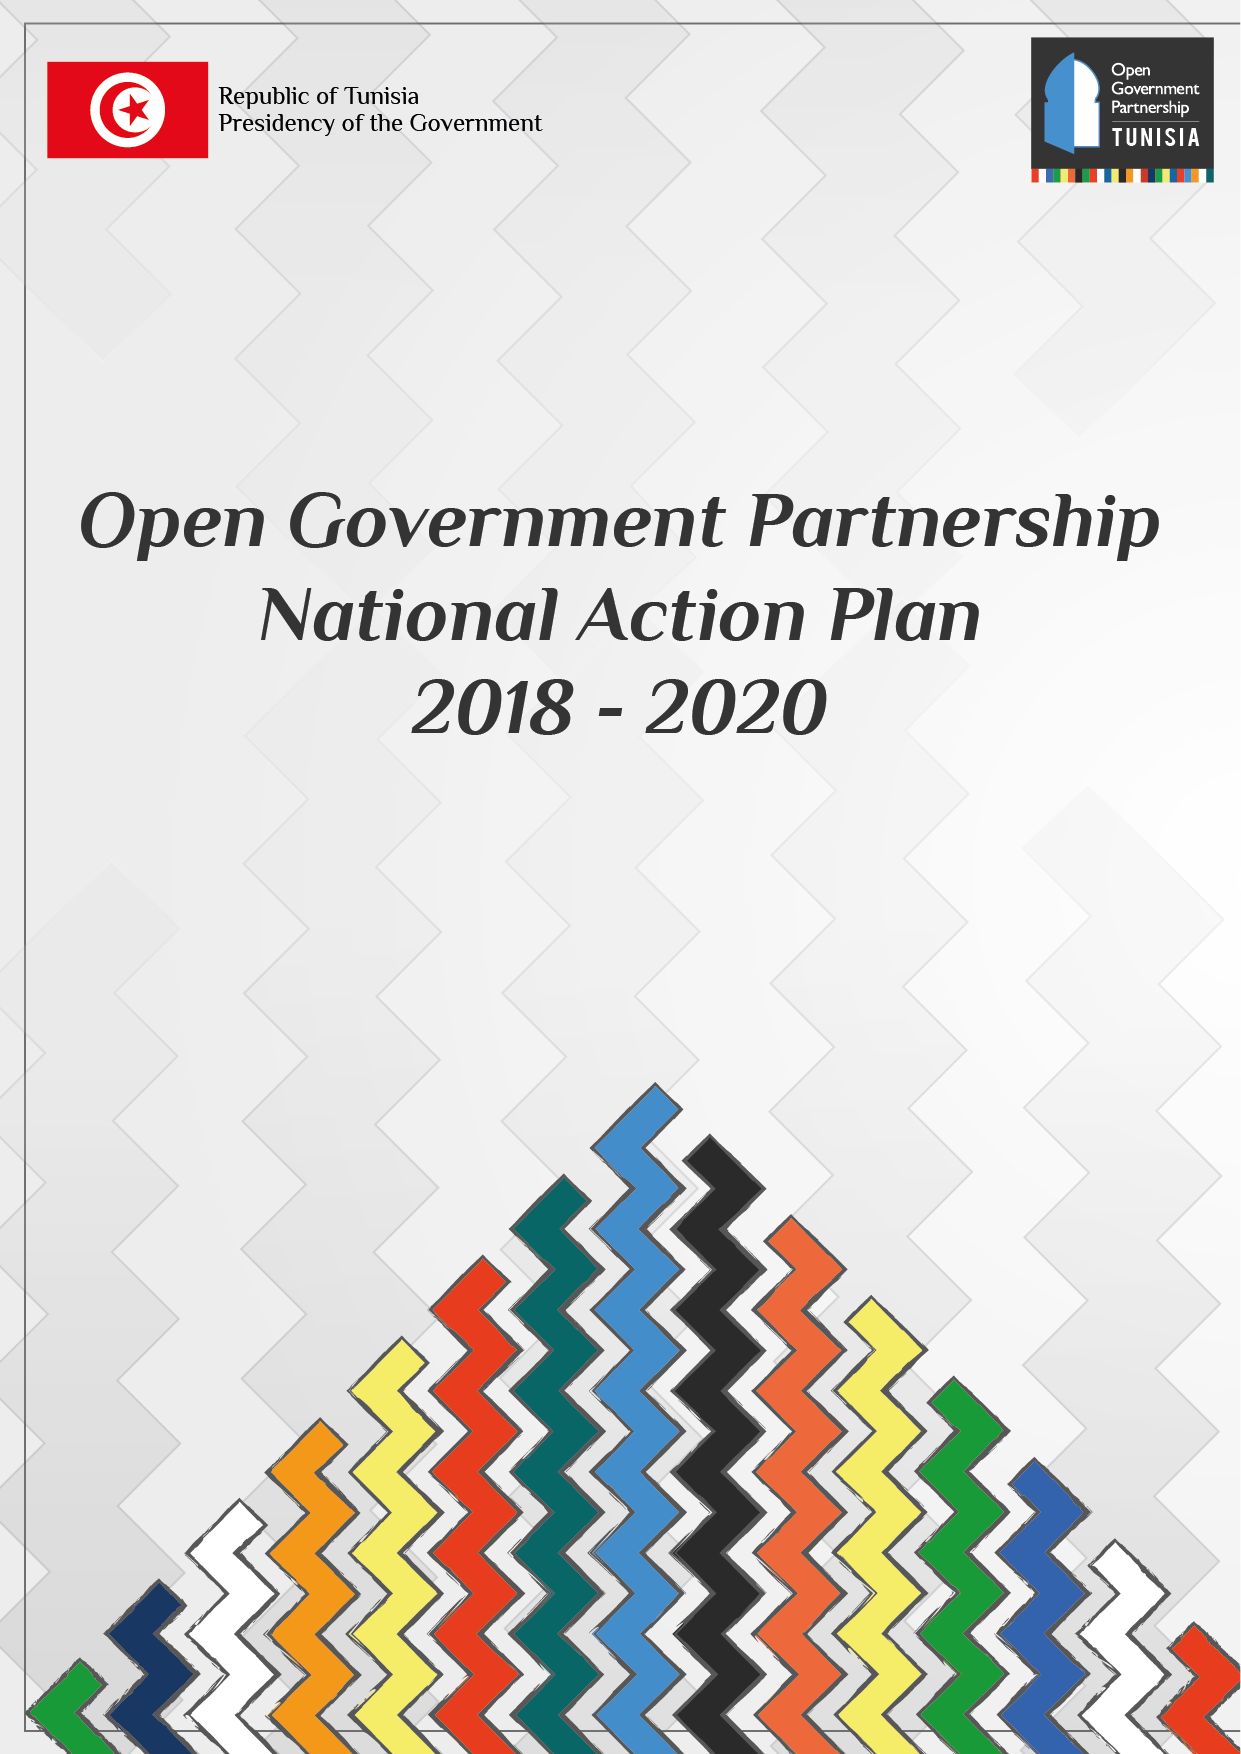 Republic of Tunisia
Presidency of the Government
Open
Government
Partnership
TUNISIA
Open Government Partnership
National Action Plan
2018 - 2020